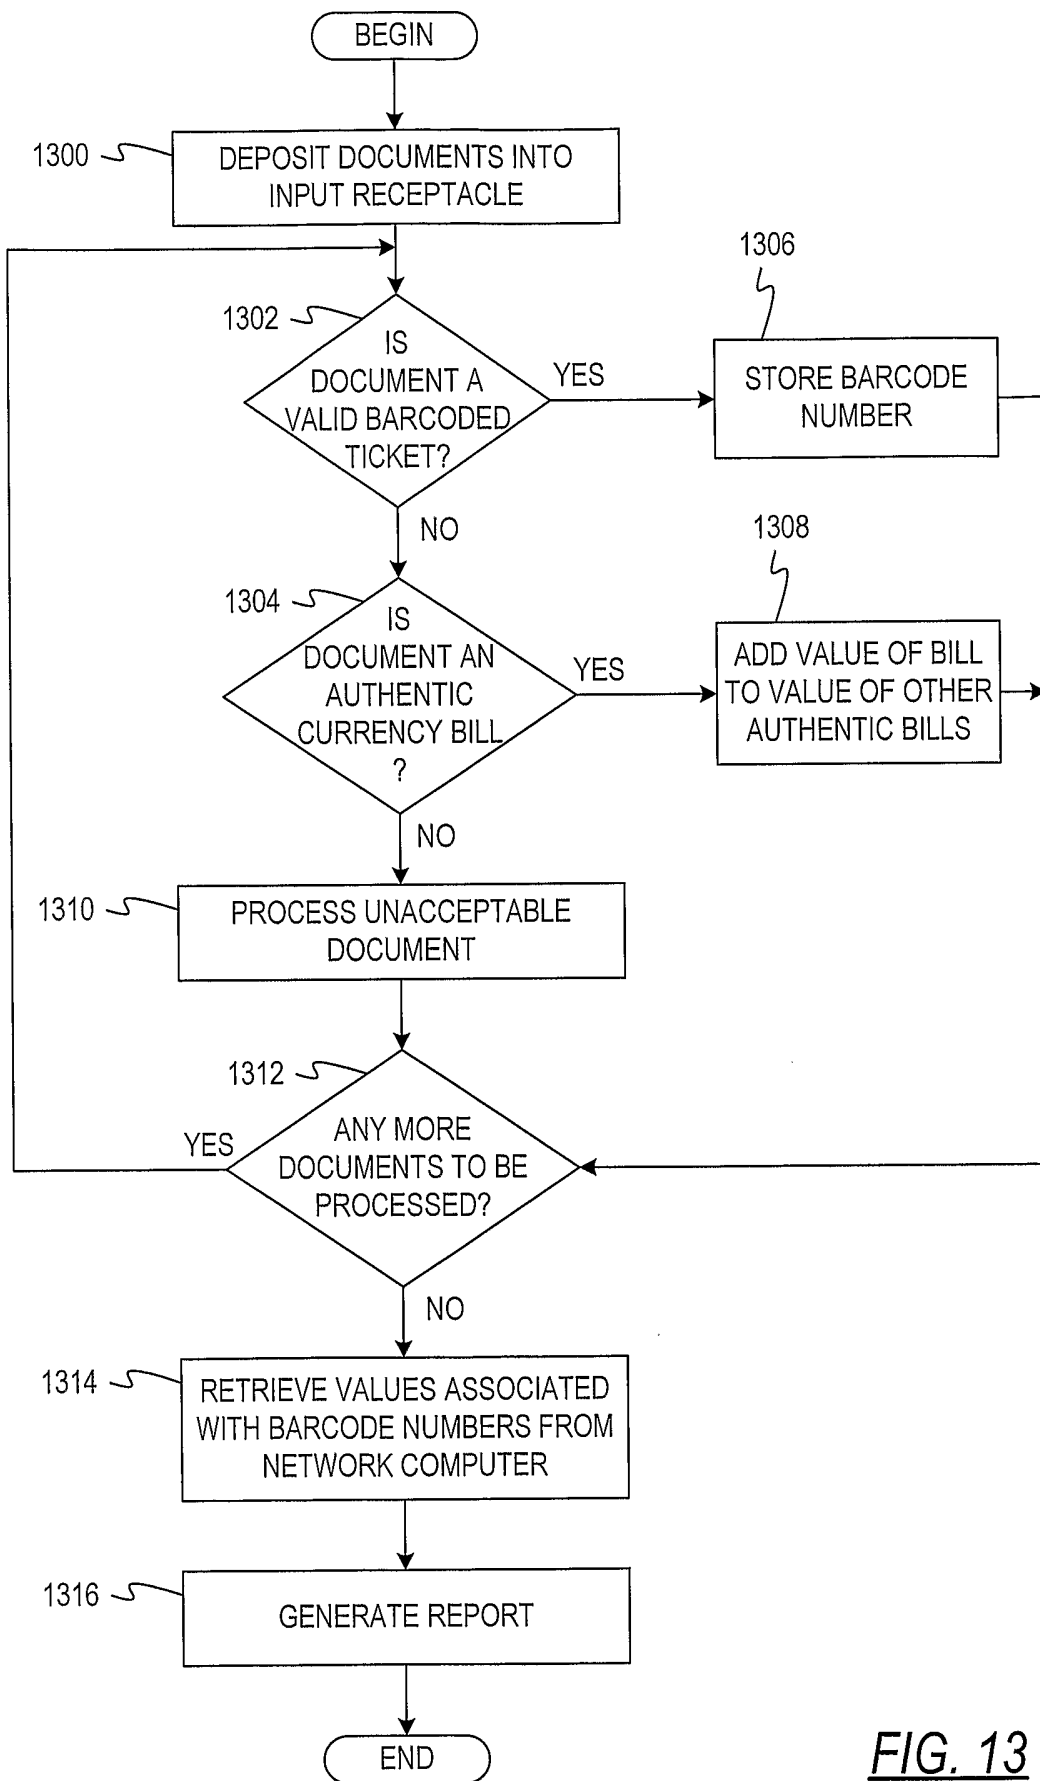 BEGIN
1300
DEPOSIT DOCUMENTS INTO
INPUT RECEPTACLE
1306
1302
IS
DOCUMENT A
VALID BARCODED
TICKET?
YES
STORE BARCODE
NUMBER
NO
1308
1304
IS
DOCUMENT AN
AUTHENTIC
CURRENCY BILL
?
YES
ADD VALUE OF BILL
TO VALUE OF OTHER
AUTHENTIC BILLS
NO
1310
PROCESS UNACCEPTABLE
DOCUMENT
1312
YES
ANY MORE
DOCUMENTS TO BE
PROCESSED?
NO
1314
RETRIEVE VALUES ASSOCIATED
WITH BARCODE NUMBERS FROM
NETWORK COMPUTER
1316
GENERATE REPORT
END
FIG. 13